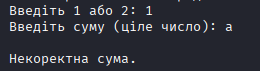 Введіть 1 або 2: 1
Введіть суму (ціле число): а
Некоректна сума.